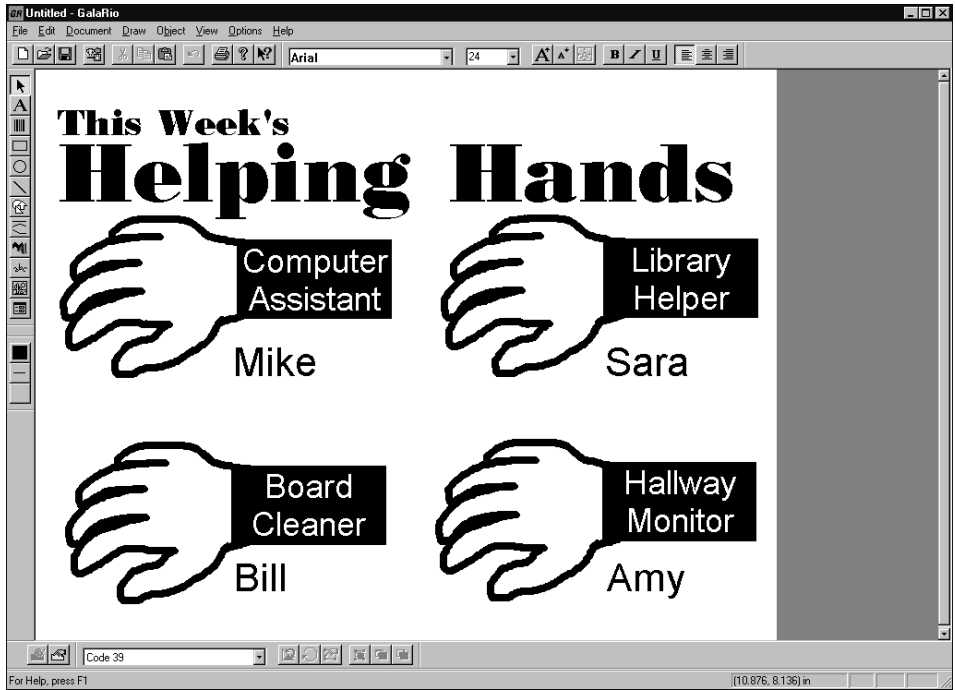 GR Untitled - GalaRio
File Edit Document Draw Object View Options Help
Arial 24 A A B I U
A
This Week's
Helping Hands
Computer
Assistant
Mike
Library
Helper
Sara
Board
Cleaner
Bill
Hallway
Monitor
Amy
abc
Code 39
For Help, press F1 (10.876, 8.136) in